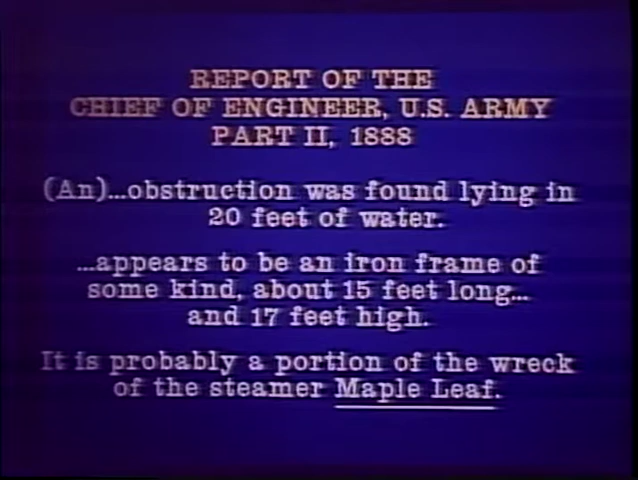 REPORT OF THE
CHIEF OF ENGINEER, U.S. ARMY
PART II, 1888
(An)...obstruction was found lying in
20 feet of water.
...appears to be an iron frame of
some kind, about 15 feet long...
and 17 feet high.
It is probably a portion of the wreck
of the steamer Maple Leaf.